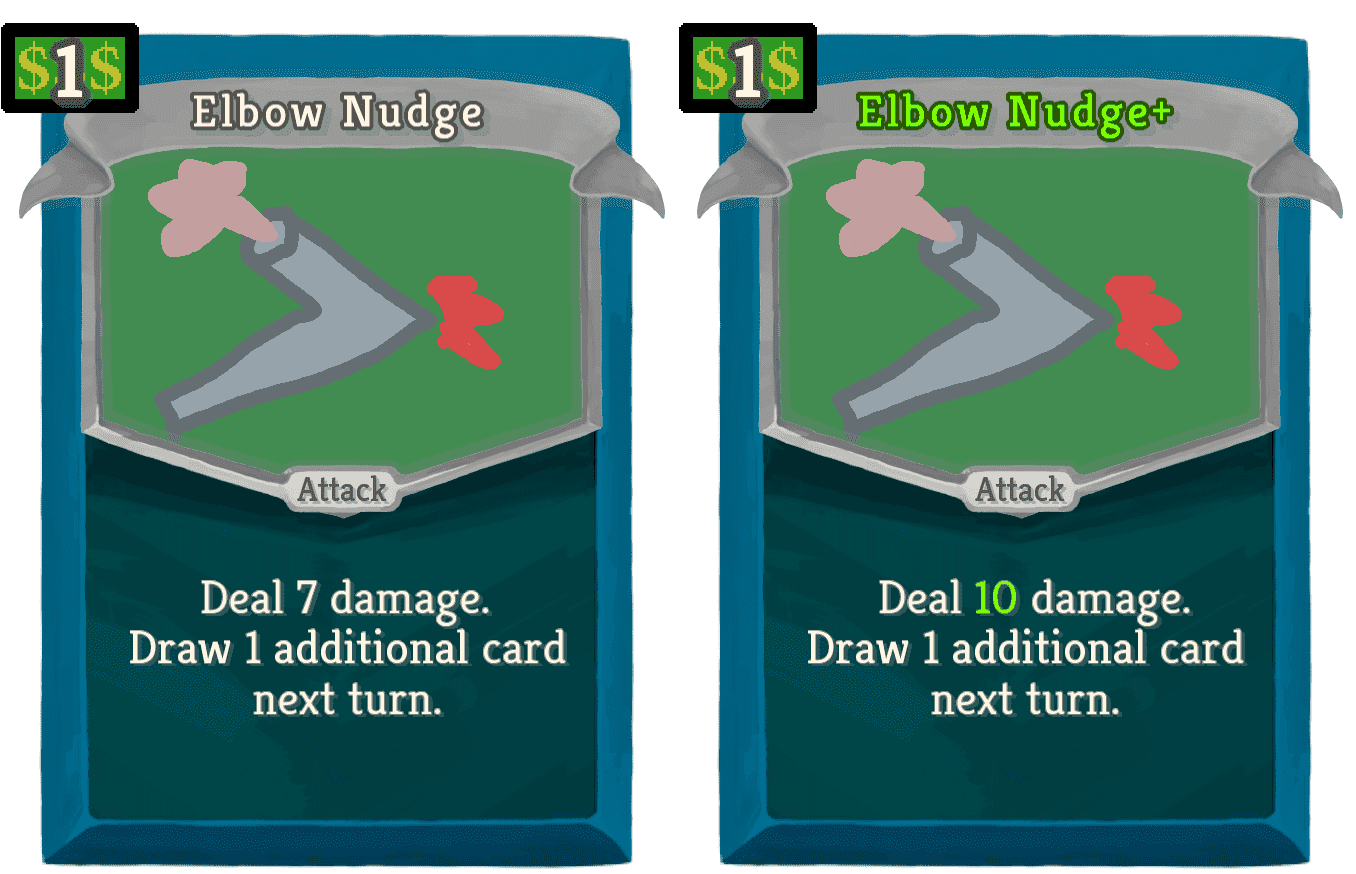 $1$
Elbow Nudge
Attack
Deal 7 damage.
Draw 1 additional card
next turn.
$1$
Elbow Nudge+
Attack
Deal 10 damage.
Draw 1 additional card
next turn.